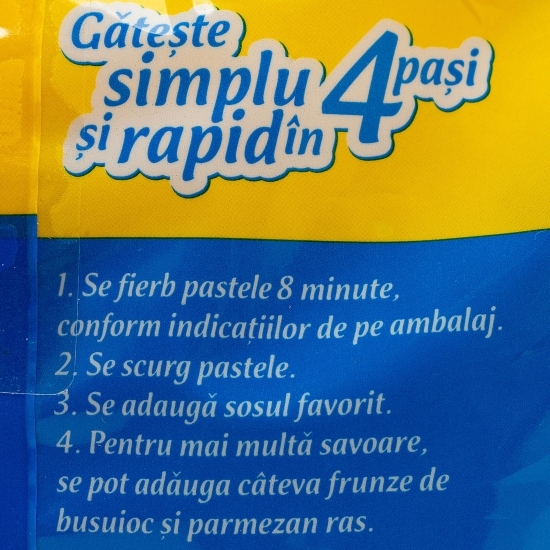 Gătește
simplu 4 pași
și rapid în
1. Se fierb pastele 8 minute,
conform indicațiilor de pe ambalaj.
2. Se scurg pastele.
3. Se adaugă sosul favorit.
4. Pentru mai multă savoare,
se pot adăuga câteva frunze de
busuioc și parmezan ras.